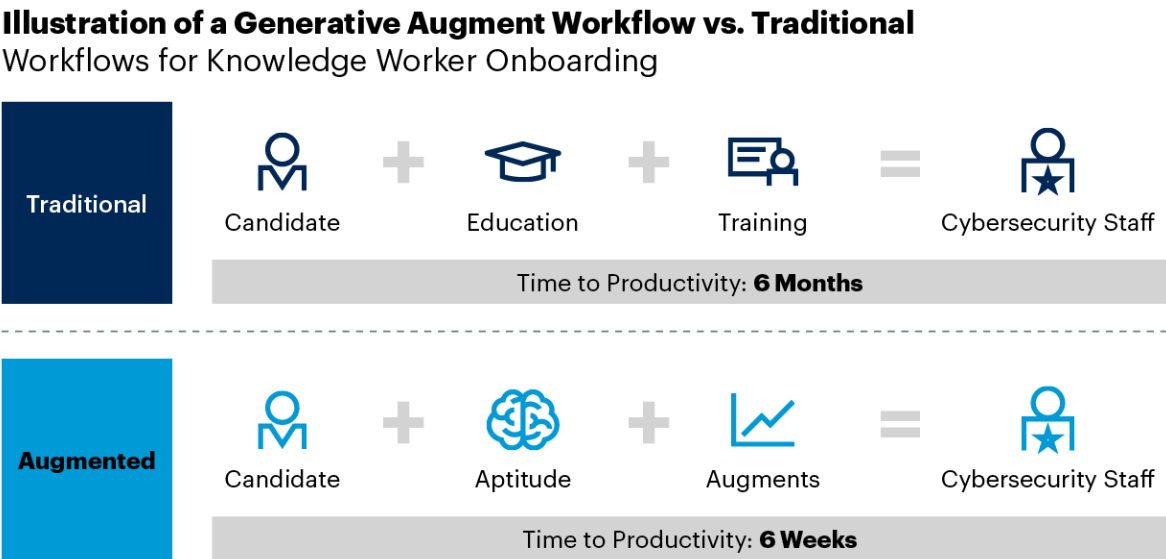 Illustration of a Generative Augment Workflow vs. Traditional
Workflows for Knowledge Worker Onboarding
Traditional
Candidate
Education
Training
Cybersecurity Staff
Time to Productivity: 6 Months
Augmented
Candidate
Aptitude
Augments
Cybersecurity Staff
Time to Productivity: 6 Weeks